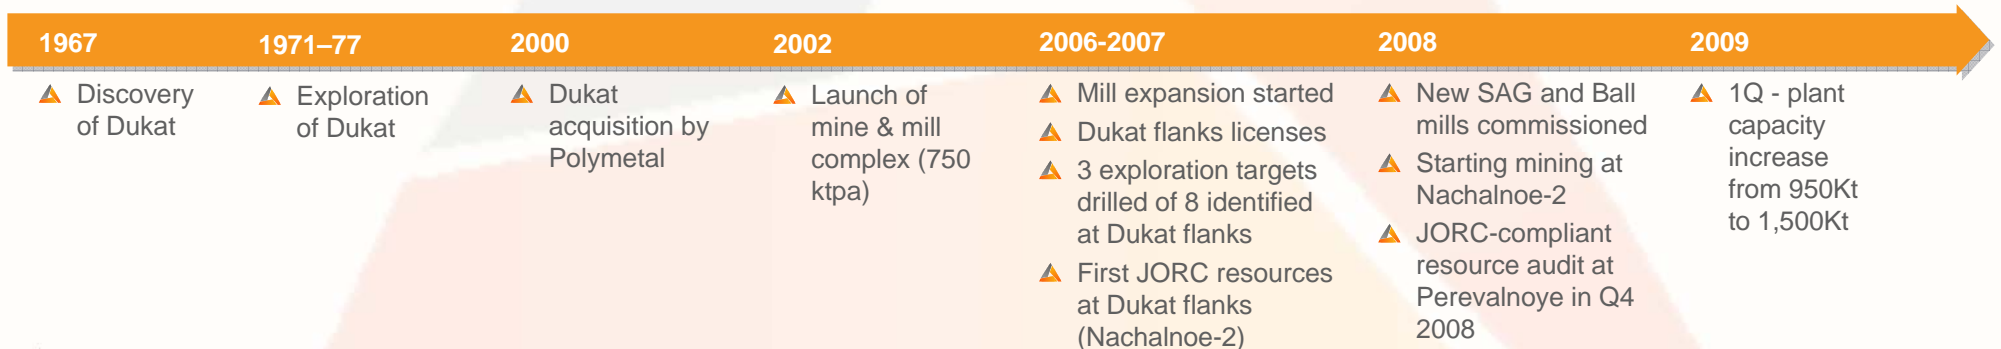 1967
Discovery
of Dukat
1971–77
Exploration
of Dukat
2000
Dukat
acquisition by
Polymetal
2002
Launch of
mine & mill
complex (750
ktpa)
2006-2007
Mill expansion started
Dukat flanks licenses
3 exploration targets
drilled of 8 identified
at Dukat flanks
First JORC resources
at Dukat flanks
(Nachalnoe-2)
2008
New SAG and Ball
mills commissioned
Starting mining at
Nachalnoe-2
JORC-compliant
resource audit at
Perevalnoye in Q4
2008
2009
1Q - plant
capacity
increase
from 950Kt
to 1,500Kt